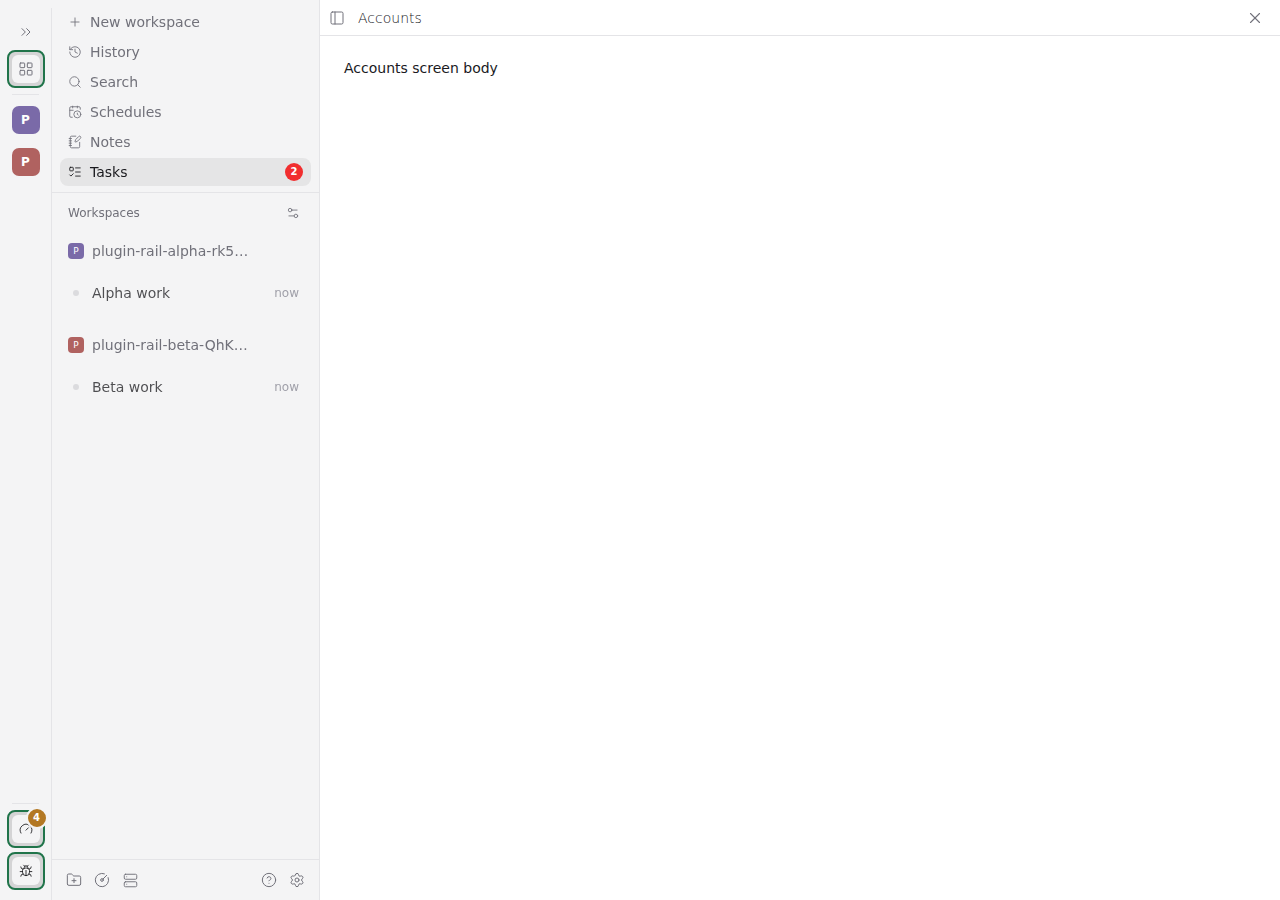 New workspace
History
Search
Schedules
Notes
Tasks 2
Workspaces
P plugin-rail-alpha-rk5…
Alpha work now
P plugin-rail-beta-QhK…
Beta work now
P
P
4
Accounts
Accounts screen body